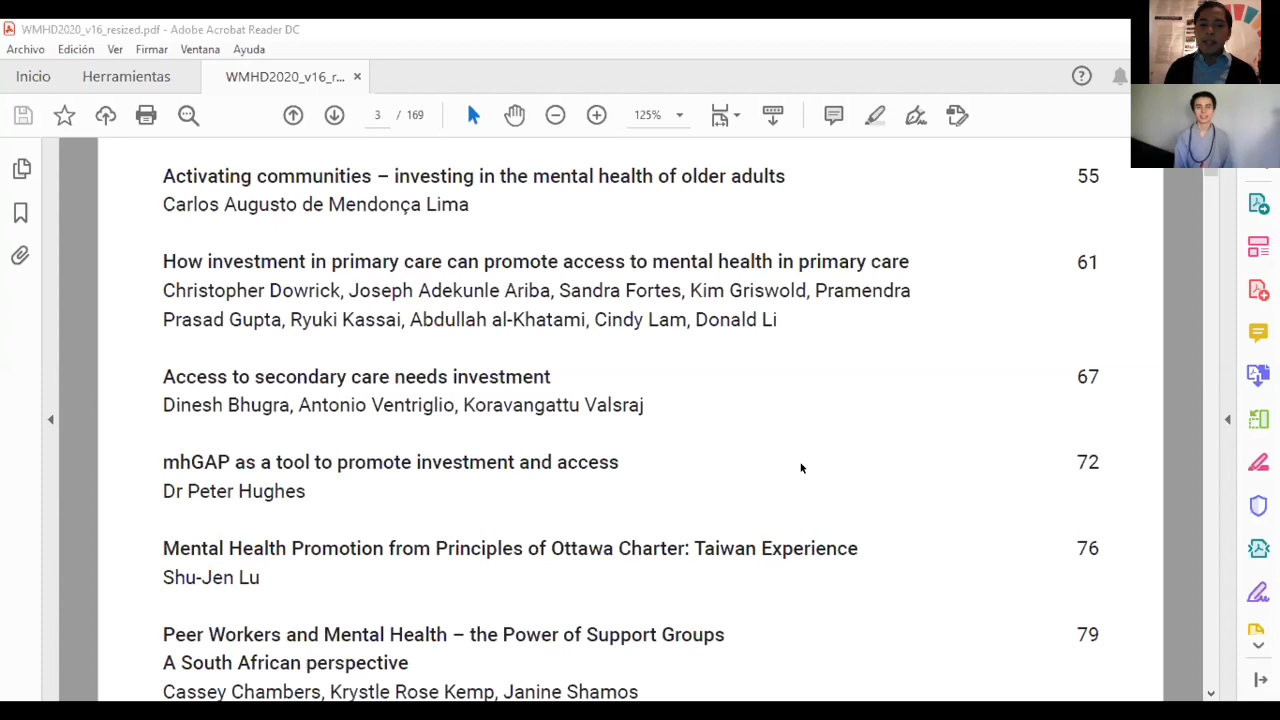 WMHD2020_v16_resized.pdf - Adobe Acrobat Reader DC
Archivo Edición Ver Firmar Ventana Ayuda
Inicio Herramientas WMHD2020_v16_r... ×
3 / 169 125%
Activating communities – investing in the mental health of older adults 55
Carlos Augusto de Mendonça Lima
How investment in primary care can promote access to mental health in primary care 61
Christopher Dowrick, Joseph Adekunle Ariba, Sandra Fortes, Kim Griswold, Pramendra
Prasad Gupta, Ryuki Kassai, Abdullah al-Khatami, Cindy Lam, Donald Li
Access to secondary care needs investment 67
Dinesh Bhugra, Antonio Ventriglio, Koravangattu Valsraj
mhGAP as a tool to promote investment and access 72
Dr Peter Hughes
Mental Health Promotion from Principles of Ottawa Charter: Taiwan Experience 76
Shu-Jen Lu
Peer Workers and Mental Health – the Power of Support Groups 79
A South African perspective
Cassey Chambers, Krystle Rose Kemp, Janine Shamos